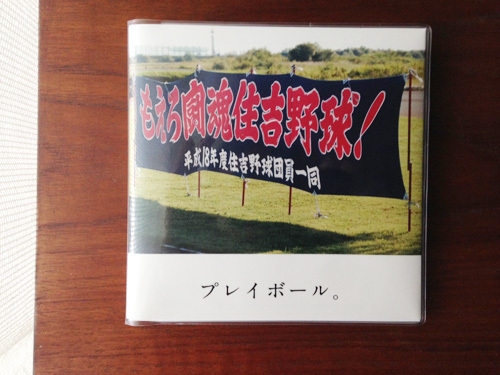 もえろ闘魂住吉野球!
平成18年度住吉野球団員一同
プレイボール。